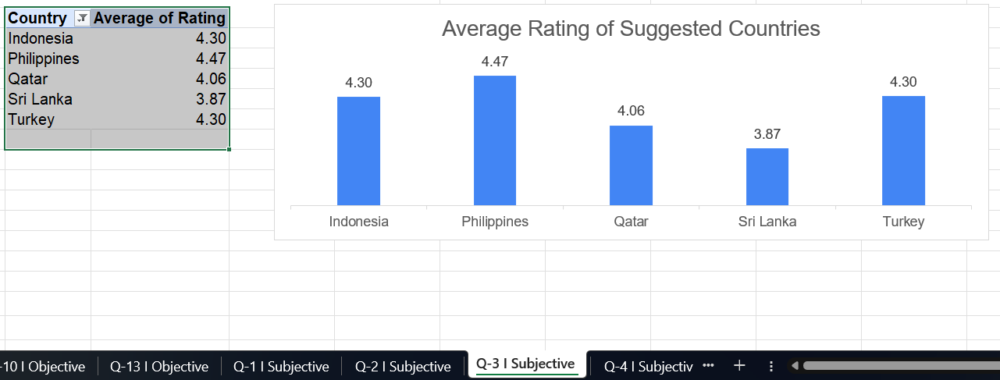 Country Average of Rating
Indonesia 4.30
Philippines 4.47
Qatar 4.06
Sri Lanka 3.87
Turkey 4.30
Average Rating of Suggested Countries
4.30 4.47 4.06 3.87 4.30
Indonesia Philippines Qatar Sri Lanka Turkey
-10 I Objective Q-13 I Objective Q-1 I Subjective Q-2 I Subjective Q-3 I Subjective Q-4 I Subjectiv •••